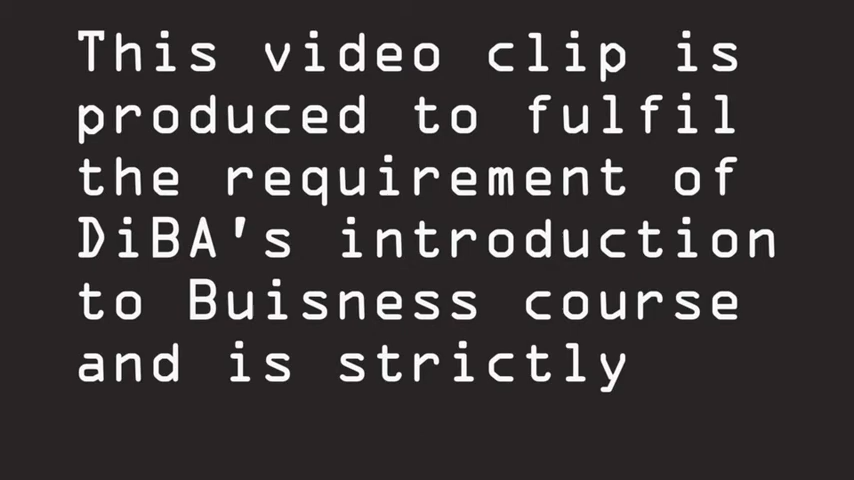 This video clip is
produced to fulfil
the requirement of
DiBA's introduction
to Buisness course
and is strictly